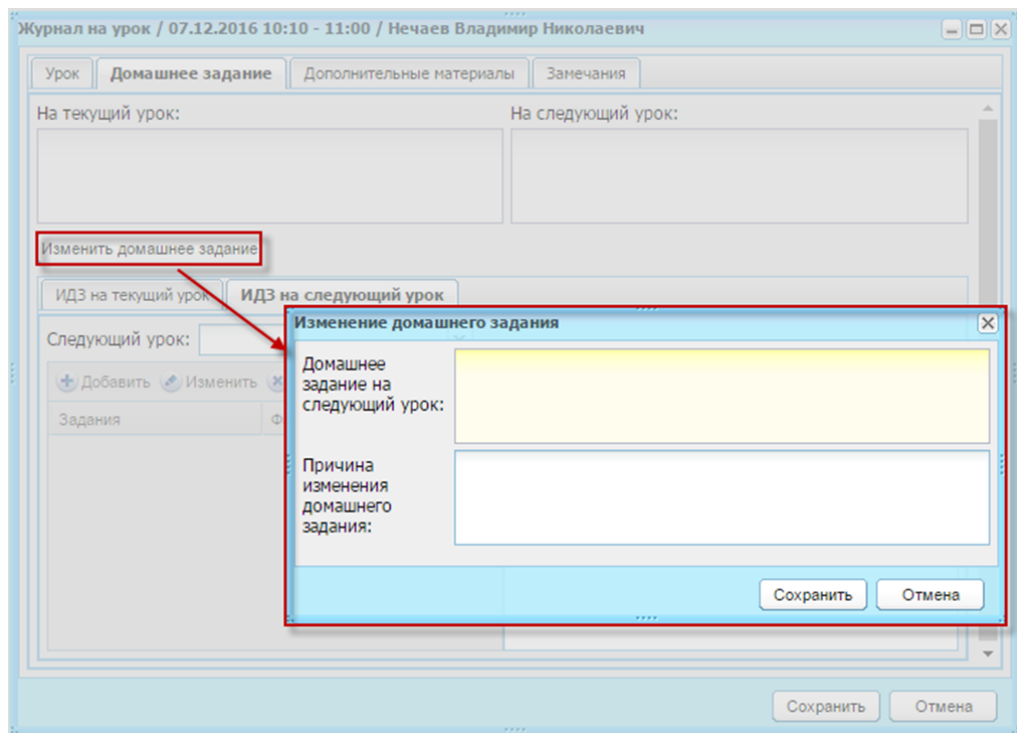 Журнал на урок / 07.12.2016 10:10 - 11:00 / Нечаев Владимир Николаевич
Урок
Домашнее задание
Дополнительные материалы
Замечания
На текущий урок:
На следующий урок:
Изменить домашнее задание
ИДЗ на текущий урок
ИДЗ на следующий урок
Следующий урок:
Добавить
Изменить
Задания
Изменение домашнего задания
Домашнее
задание на
следующий урок:
Причина
изменения
домашнего
задания:
Сохранить
Отмена
Сохранить
Отмена